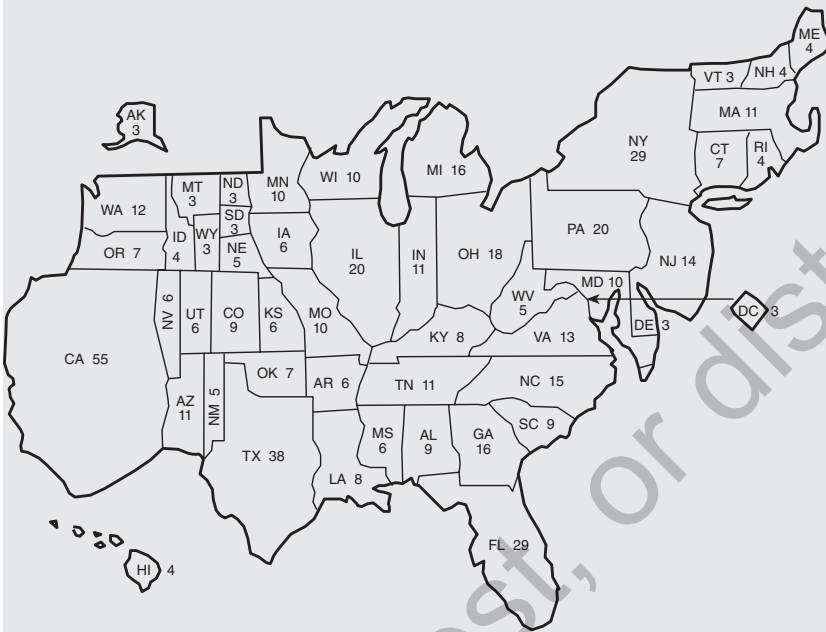 ME
4
VT 3
NH 4
AK
3
MA 11
NY
29
CT
7
RI
4
WI 10
MI 16
MT
3
ND
3
MN
10
WA 12
SD
3
PA 20
OR 7
ID
4
WY
3
NE
5
IA
6
IL
20
IN
11
OH 18
NJ 14
MD 10
NV 6
UT
6
CO
9
KS
6
MO
10
WV
5
DE 3
DC 3
KY 8
VA 13
CA 55
OK 7
AR 6
TN 11
NC 15
AZ
11
NM 5
MS
6
AL
9
GA
16
SC 9
TX 38
LA 8
FL 29
HI 4
st, or dist